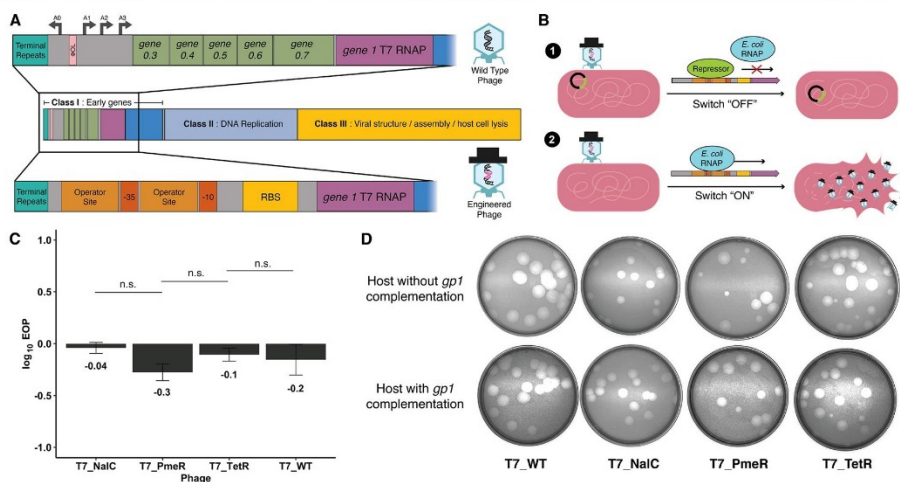 A
A0
A1
A2
A3
Terminal
Repeats
φOL
gene
0.3
gene
0.4
gene
0.5
gene
0.6
gene
0.7
gene 1 T7 RNAP
Wild Type
Phage
Class I : Early genes
Class II : DNA Replication
Class III : Viral structure / assembly / host cell lysis
Terminal
Repeats
Operator
Site
-35
Operator
Site
-10
RBS
gene 1 T7 RNAP
Engineered
Phage
B
1
Repressor
E. coli
RNAP
Switch "OFF"
2
E. coli
RNAP
Switch "ON"
C
1.0
0.5
0.0
-0.5
-1.0
log10 EOP
n.s.
n.s.
n.s.
-0.04
-0.3
-0.1
-0.2
T7_NalC
T7_PmeR
T7_TetR
T7_WT
Phage
D
Host without gp1
complementation
Host with gp1
complementation
T7_WT
T7_NalC
T7_PmeR
T7_TetR